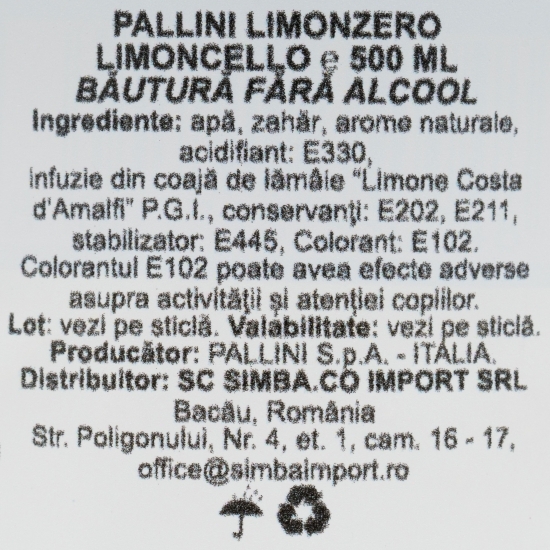 PALLINI LIMONZERO
LIMONCELLO ℮ 500 ML
BĂUTURĂ FĂRĂ ALCOOL
Ingrediente: apă, zahăr, arome naturale,
acidifiant: E330,
infuzie din coajă de lămâie "Limone Costa
d'Amalfi" P.G.I., conservanţi: E202, E211,
stabilizator: E445, Colorant: E102.
Colorantul E102 poate avea efecte adverse
asupra activităţii şi atenţiei copiilor.
Lot: vezi pe sticlă. Valabilitate: vezi pe sticlă.
Producător: PALLINI S.p.A. - ITALIA.
Distribuitor: SC SIMBA.CO IMPORT SRL
Bacău, România
Str. Poligonului, Nr. 4, et. 1, cam. 16 - 17,
office@simbaimport.ro